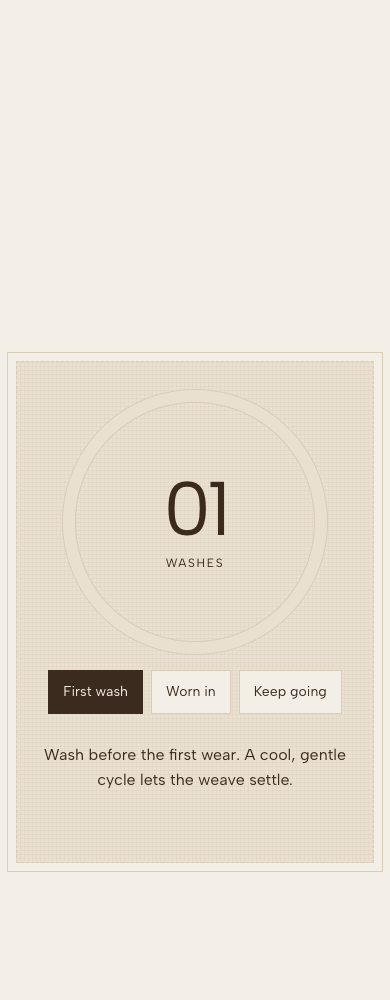 01
WASHES
First wash
Worn in
Keep going
Wash before the first wear. A cool, gentle
cycle lets the weave settle.